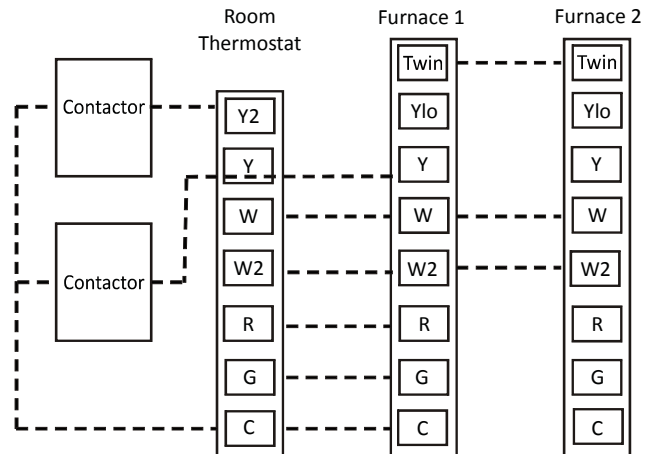 Room
Thermostat
Furnace 1
Furnace 2
Contactor
Contactor
Y2
Y
W
W2
R
G
C
Twin
Ylo
Y
W
W2
R
G
C
Twin
Ylo
Y
W
W2
R
G
C